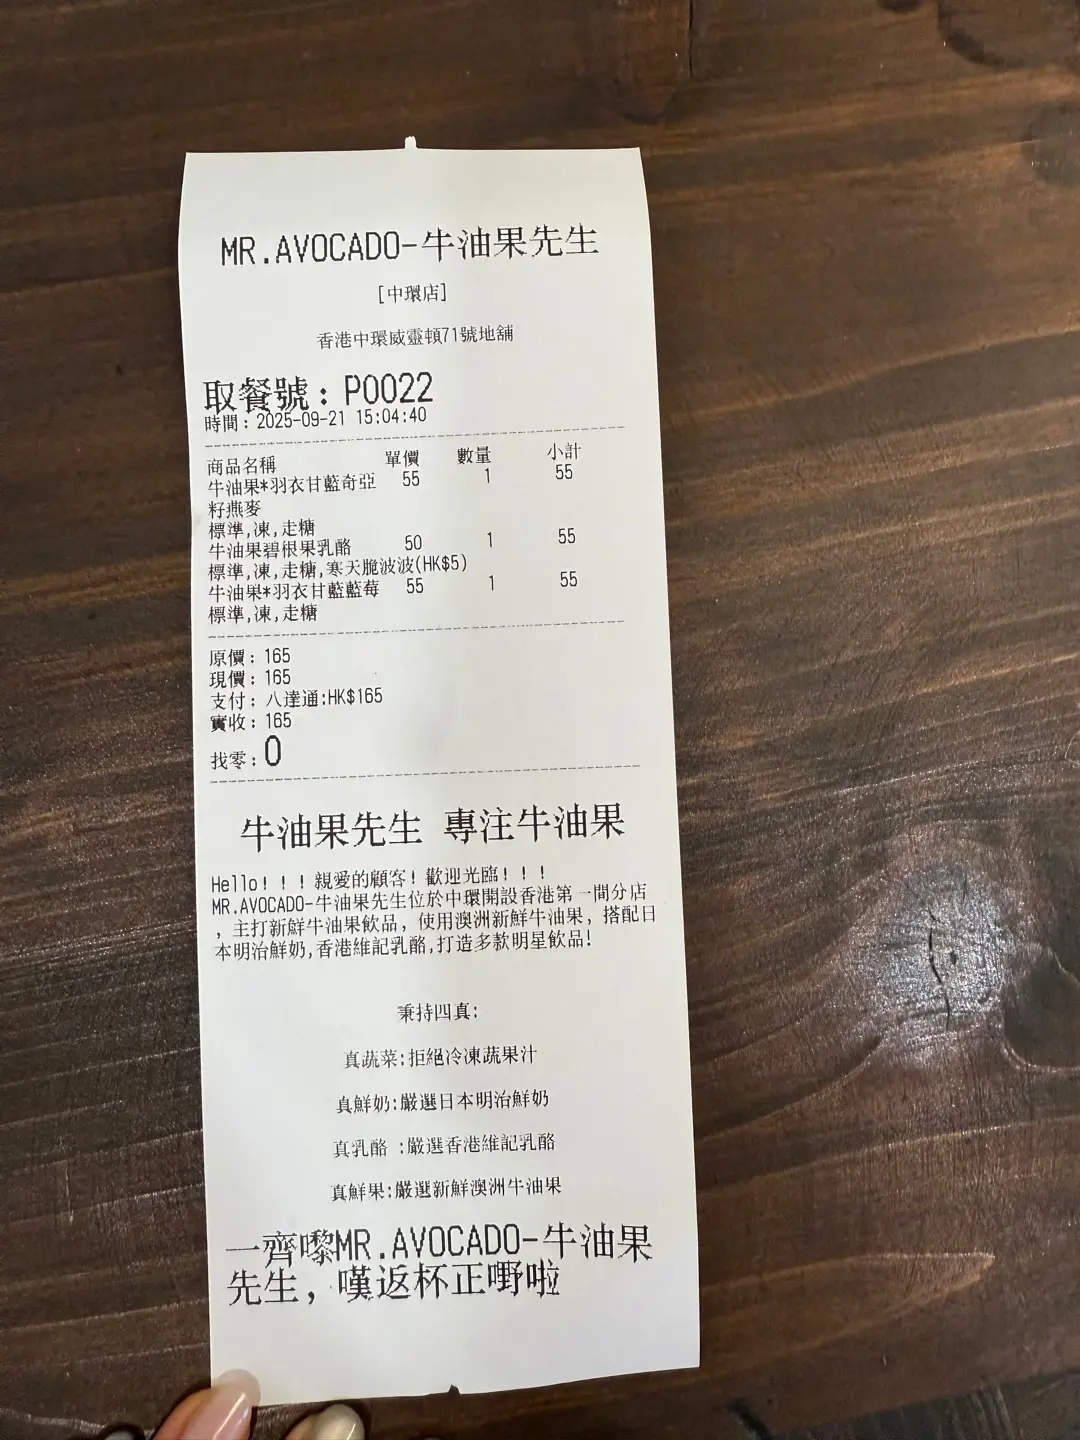 MR.AVOCADO-牛油果先生
[中環店]
香港中環威靈頓71號地舖
取餐號: P0022
時間: 2025-09-21 15:04:40
商品名稱 單價 數量 小計
牛油果*羽衣甘藍奇亞 55 1 55
籽燕麥
標準,凍,走糖
牛油果碧根果乳酪 50 1 55
標準,凍,走糖,寒天脆波波(HK$5)
牛油果*羽衣甘藍藍莓 55 1 55
標準,凍,走糖
原價: 165
現價: 165
支付: 八達通:HK$165
實收: 165
找零: 0
牛油果先生 專注牛油果
Hello! ! ! 親愛的顧客! 歡迎光臨! ! !
MR.AVOCADO-牛油果先生位於中環開設香港第一間分店
, 主打新鮮牛油果飲品, 使用澳洲新鮮牛油果, 搭配日
本明治鮮奶,香港維記乳酪,打造多款明星飲品!
秉持四真:
真蔬菜:拒絕冷凍蔬果汁
真鮮奶:嚴選日本明治鮮奶
真乳酪 :嚴選香港維記乳酪
真鮮果:嚴選新鮮澳洲牛油果
一齊嚟MR.AVOCADO-牛油果
先生, 嘆返杯正嘢啦